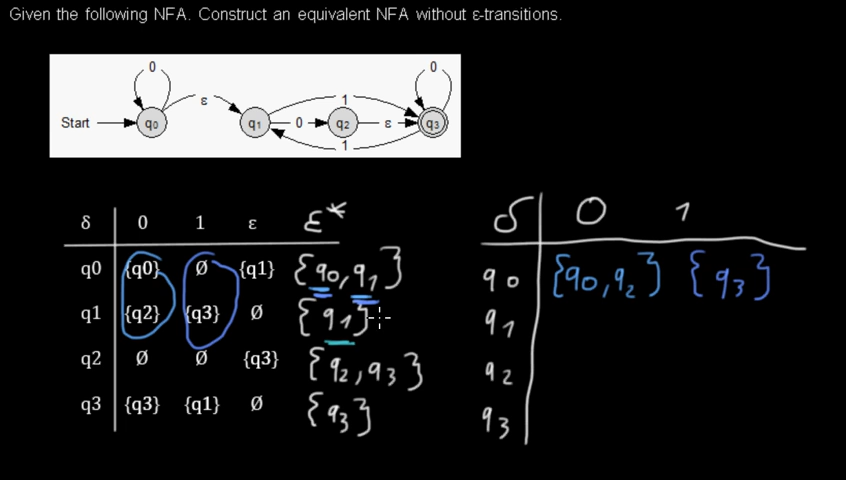 Given the following NFA. Construct an equivalent NFA without ε-transitions.
0 0
ε 1
Start q0 q1 0 q2 ε q3
1
δ 0 1 ε ε* δ 0 1
q0 {q0} Ø {q1} {q0,q1} q0 {q0,q2} {q3}
q1 {q2} {q3} Ø {q1} q1
q2 Ø Ø {q3} {q2,q3} q2
q3 {q3} {q1} Ø {q3} q3